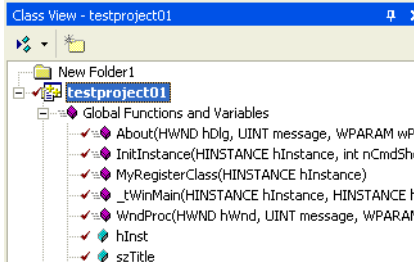 Class View - testproject01
New Folder1
testproject01
Global Functions and Variables
About(HWND hDlg, UINT message, WPARAM wP
InitInstance(HINSTANCE hInstance, int nCmdSh
MyRegisterClass(HINSTANCE hInstance)
_tWinMain(HINSTANCE hInstance, HINSTANCE h
WndProc(HWND hWnd, UINT message, WPARAM
hInst
szTitle